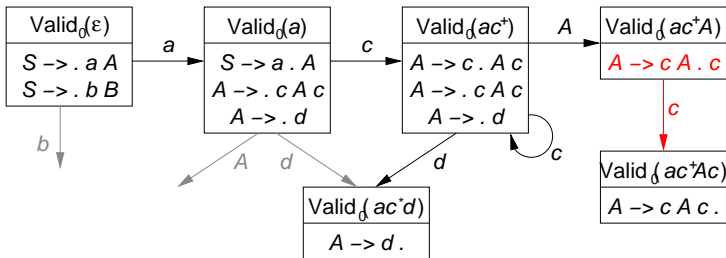 Valid₀(ε)
S −> . a A
S −> . b B
a
b
Valid₀(a)
S −> a . A
A −> . c A c
A −> . d
c
A
d
Valid₀(ac⁺)
A −> c . A c
A −> . c A c
A −> . d
A
d
c
Valid₀(ac⁺A)
A −> c A . c
c
Valid₀(ac*d)
A −> d .
Valid₀(ac⁺Ac)
A −> c A c .